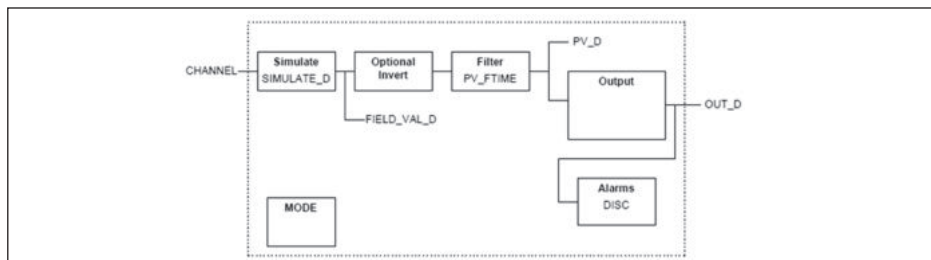 PV_D
CHANNEL
Simulate
SIMULATE_D
Optional
Invert
Filter
PV_FTIME
Output
OUT_D
FIELD_VAL_D
Alarms
DISC
MODE